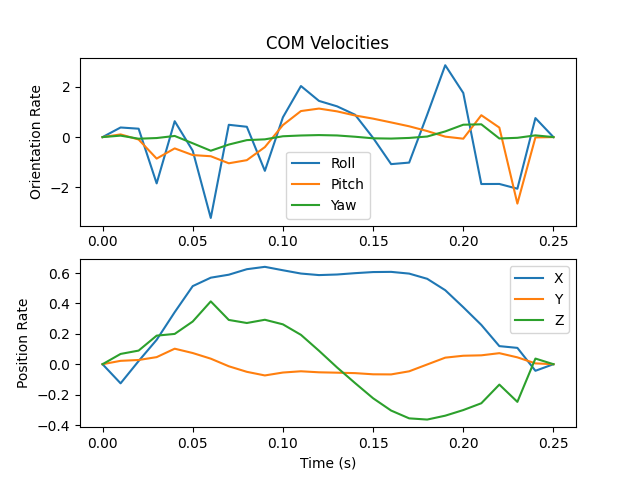 COM Velocities
Orientation Rate
2
0
−2
Roll
Pitch
Yaw
0.00 0.05 0.10 0.15 0.20 0.25
Position Rate
0.6
0.4
0.2
0.0
−0.2
−0.4
X
Y
Z
0.00 0.05 0.10 0.15 0.20 0.25
Time (s)